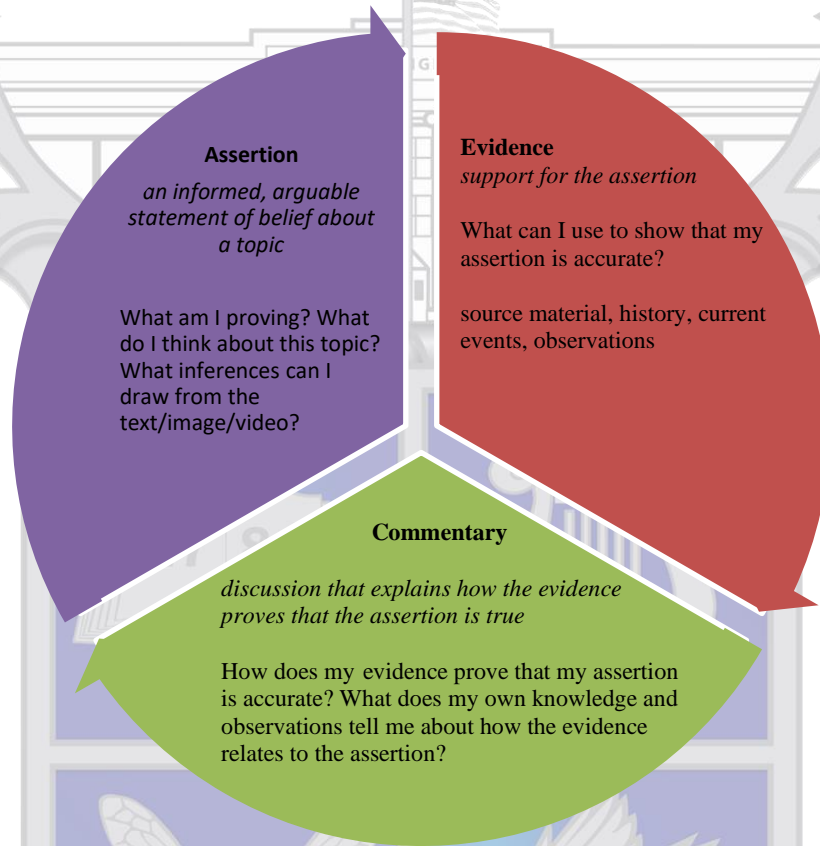 Assertion
an informed, arguable
statement of belief about
a topic
What am I proving? What
do I think about this topic?
What inferences can I
draw from the
text/image/video?
Evidence
support for the assertion
What can I use to show that my
assertion is accurate?
source material, history, current
events, observations
Commentary
discussion that explains how the evidence
proves that the assertion is true
How does my evidence prove that my assertion
is accurate? What does my own knowledge and
observations tell me about how the evidence
relates to the assertion?